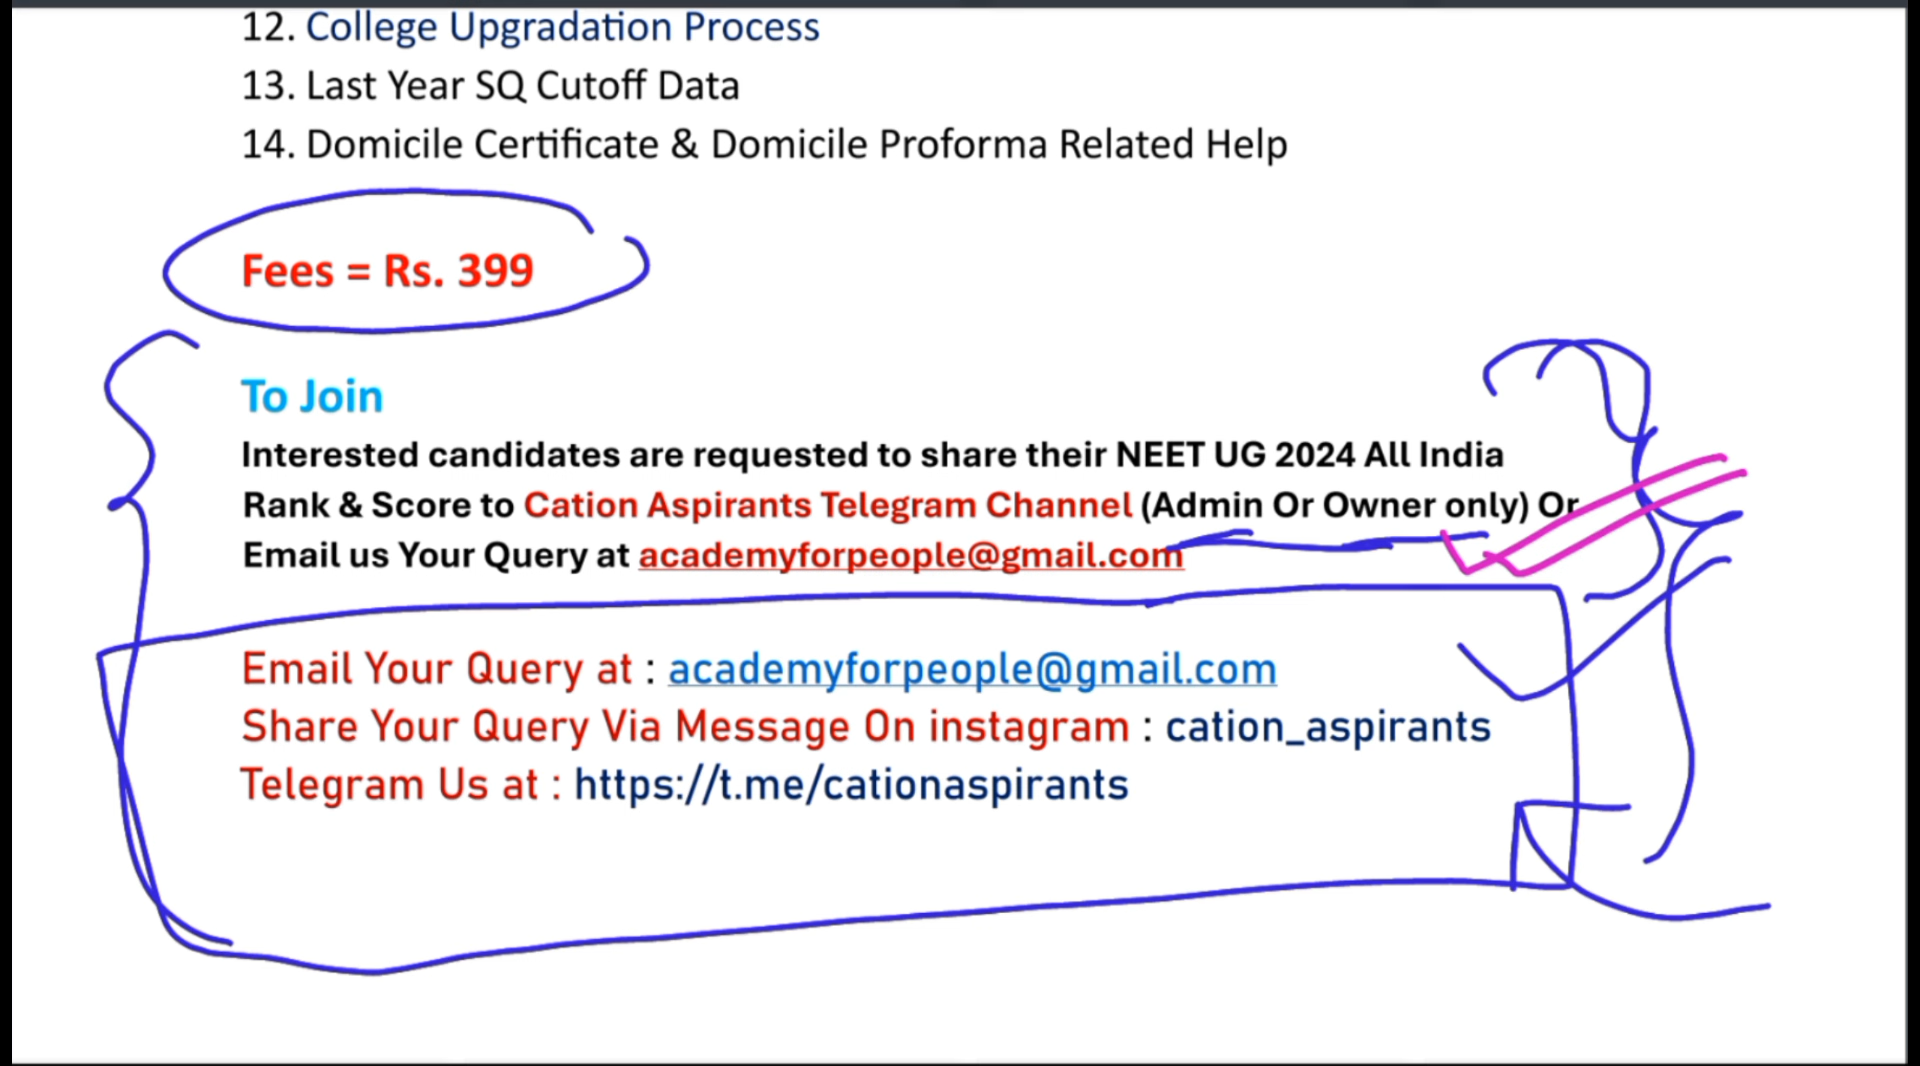 12. College Upgradation Process
13. Last Year SQ Cutoff Data
14. Domicile Certificate & Domicile Proforma Related Help
Fees = Rs. 399
To Join
Interested candidates are requested to share their NEET UG 2024 All India
Rank & Score to Cation Aspirants Telegram Channel (Admin Or Owner only) Or
Email us Your Query at academyforpeople@gmail.com
Email Your Query at : academyforpeople@gmail.com
Share Your Query Via Message On instagram : cation_aspirants
Telegram Us at : https://t.me/cationaspirants